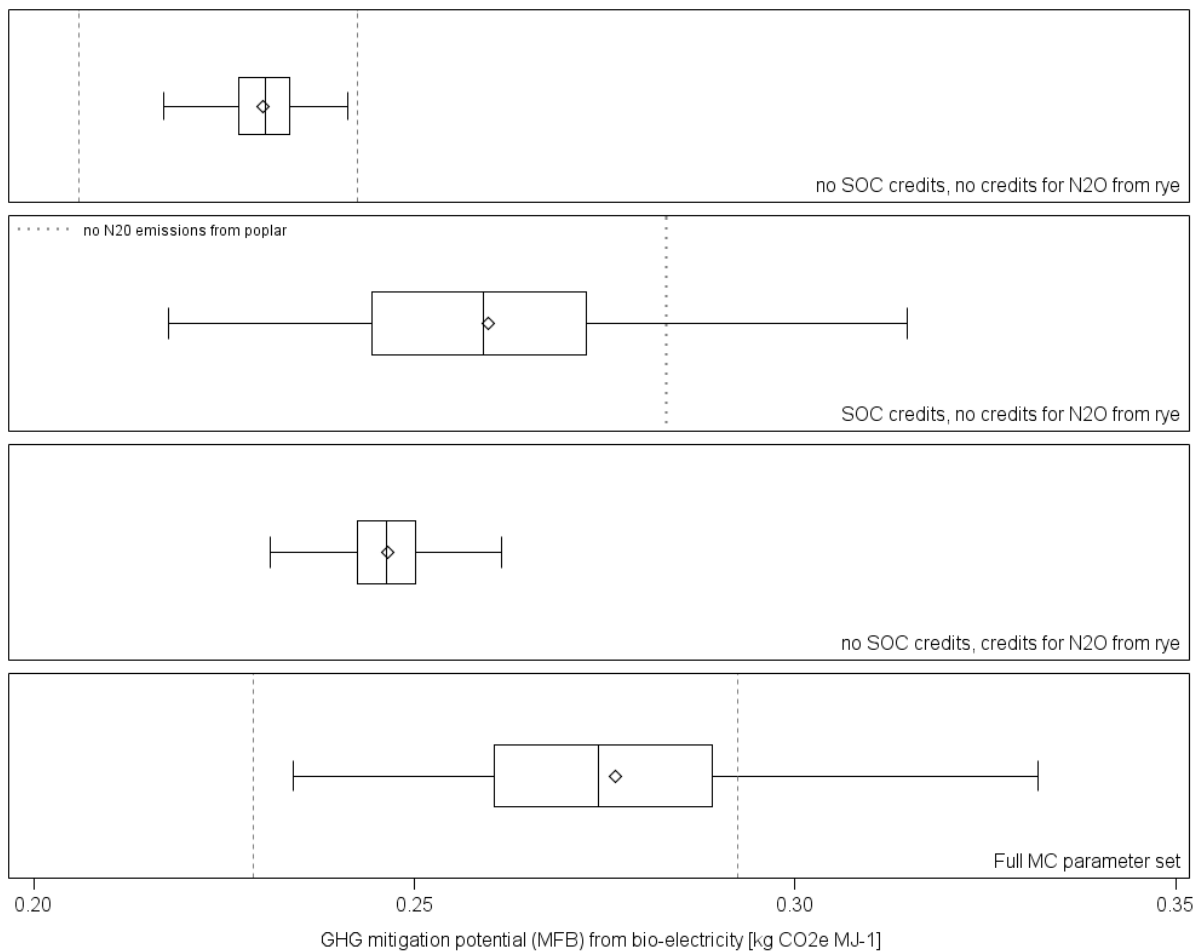 no SOC credits, no credits for N2O from rye
no N20 emissions from poplar
SOC credits, no credits for N2O from rye
no SOC credits, credits for N2O from rye
Full MC parameter set
0.20 0.25 0.30 0.35
GHG mitigation potential (MFB) from bio-electricity [kg CO2e MJ-1]